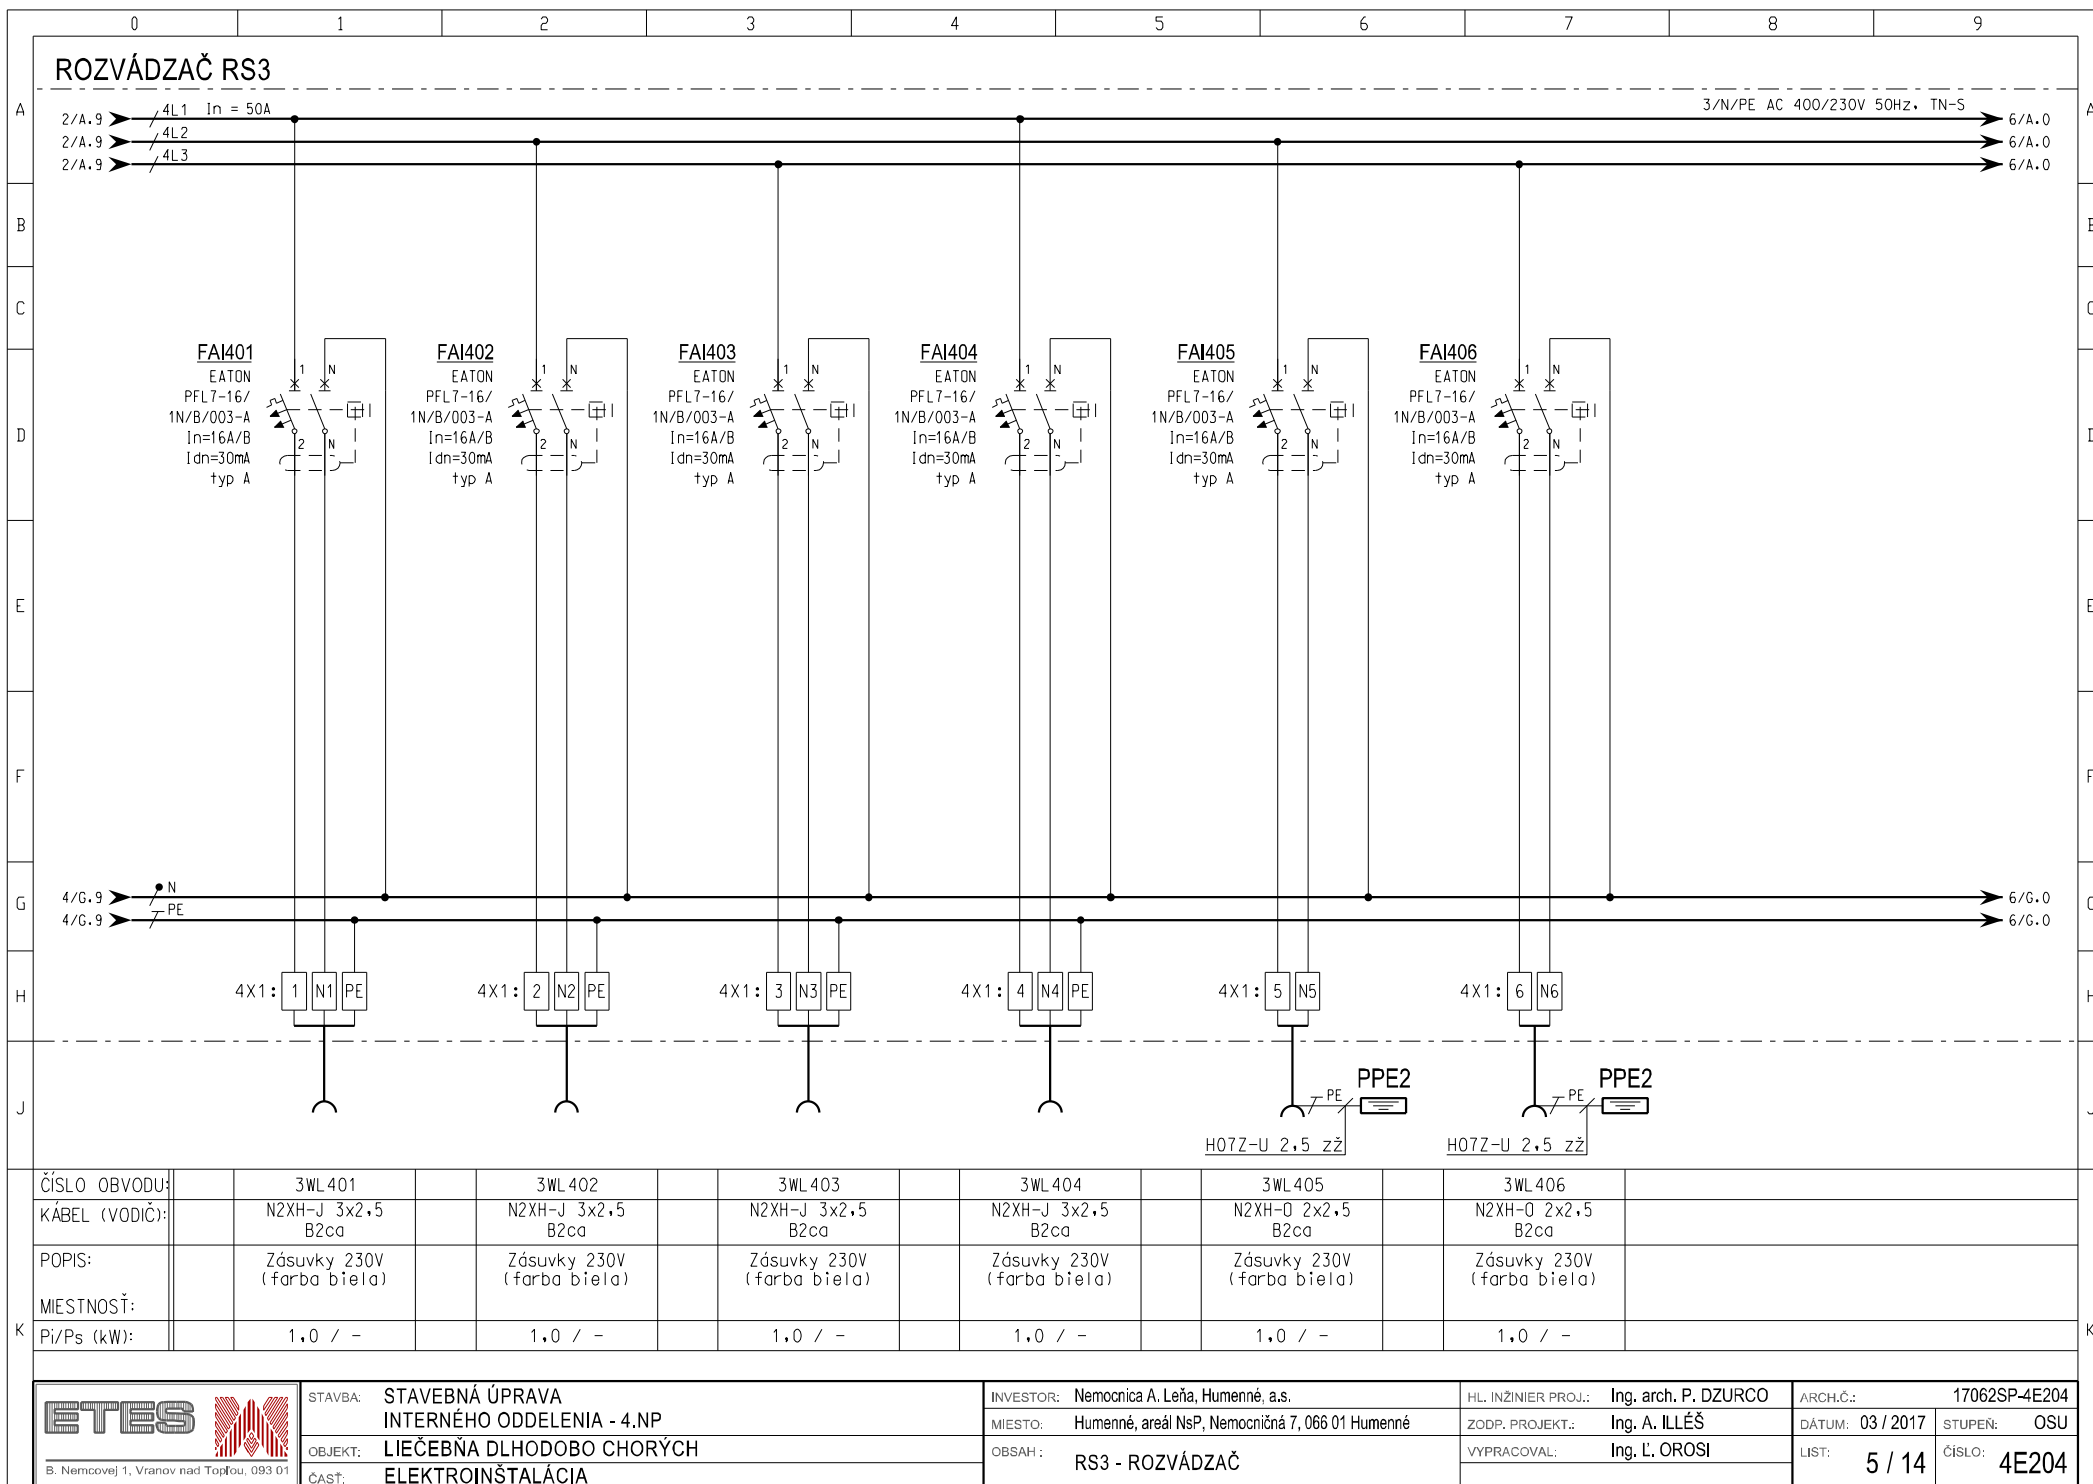 0 1 2 3 4 5 6 7 8 9
ROZVÁDZAČ RS3
A
2/A.9 4L1 In = 50A 3/N/PE AC 400/230V 50Hz, TN-S 6/A.0
2/A.9 4L2 6/A.0
2/A.9 4L3 6/A.0
B
C
FAI401 FAI402 FAI403 FAI404 FAI405 FAI406
1 N 1 N 1 N 1 N 1 N 1 N
EATON EATON EATON EATON EATON EATON
PFL7-16/ PFL7-16/ PFL7-16/ PFL7-16/ PFL7-16/ PFL7-16/
1N/B/003-A 1N/B/003-A 1N/B/003-A 1N/B/003-A 1N/B/003-A 1N/B/003-A
D
In=16A/B In=16A/B In=16A/B In=16A/B In=16A/B In=16A/B
2 N 2 N 2 N 2 N 2 N 2 N
Idn=30mA Idn=30mA Idn=30mA Idn=30mA Idn=30mA Idn=30mA
typ A typ A typ A typ A typ A typ A
E
F
G
4/G.9 N 6/G.0
4/G.9 PE 6/G.0
H
4X1: 1 N1 PE 4X1: 2 N2 PE 4X1: 3 N3 PE 4X1: 4 N4 PE 4X1: 5 N5 4X1: 6 N6
J
PPE2 PPE2
PE PE
H07Z-U 2,5 zž H07Z-U 2,5 zž
ČÍSLO OBVODU: 3WL401 3WL402 3WL403 3WL404 3WL405 3WL406
KÁBEL (VODIČ): N2XH-J 3x2,5 N2XH-J 3x2,5 N2XH-J 3x2,5 N2XH-J 3x2,5 N2XH-O 2x2,5 N2XH-O 2x2,5
B2ca B2ca B2ca B2ca B2ca B2ca
POPIS: Zásuvky 230V Zásuvky 230V Zásuvky 230V Zásuvky 230V Zásuvky 230V Zásuvky 230V
(farba biela) (farba biela) (farba biela) (farba biela) (farba biela) (farba biela)
MIESTNOSŤ:
K
Pi/Ps (kW): 1,0 / - 1,0 / - 1,0 / - 1,0 / - 1,0 / - 1,0 / -
K
ETES
B. Nemcovej 1, Vranov nad Topľou, 093 01
STAVBA: STAVEBNÁ ÚPRAVA
INTERNÉHO ODDELENIA - 4.NP
OBJEKT: LIEČEBŇA DLHODOBO CHORÝCH
ČASŤ: ELEKTROINŠTALÁCIA
INVESTOR: Nemocnica A. Leňa, Humenné, a.s.
MIESTO: Humenné, areál NsP, Nemocničná 7, 066 01 Humenné
OBSAH: RS3 - ROZVÁDZAČ
HL. INŽINIER PROJ.: Ing. arch. P. DZURCO
ZODP. PROJEKT.: Ing. A. ILLÉŠ
VYPRACOVAL: Ing. Ľ. OROSI
ARCH.Č.: 17062SP-4E204
DÁTUM: 03 / 2017 STUPEŇ: OSU
LIST: 5 / 14 ČÍSLO: 4E204